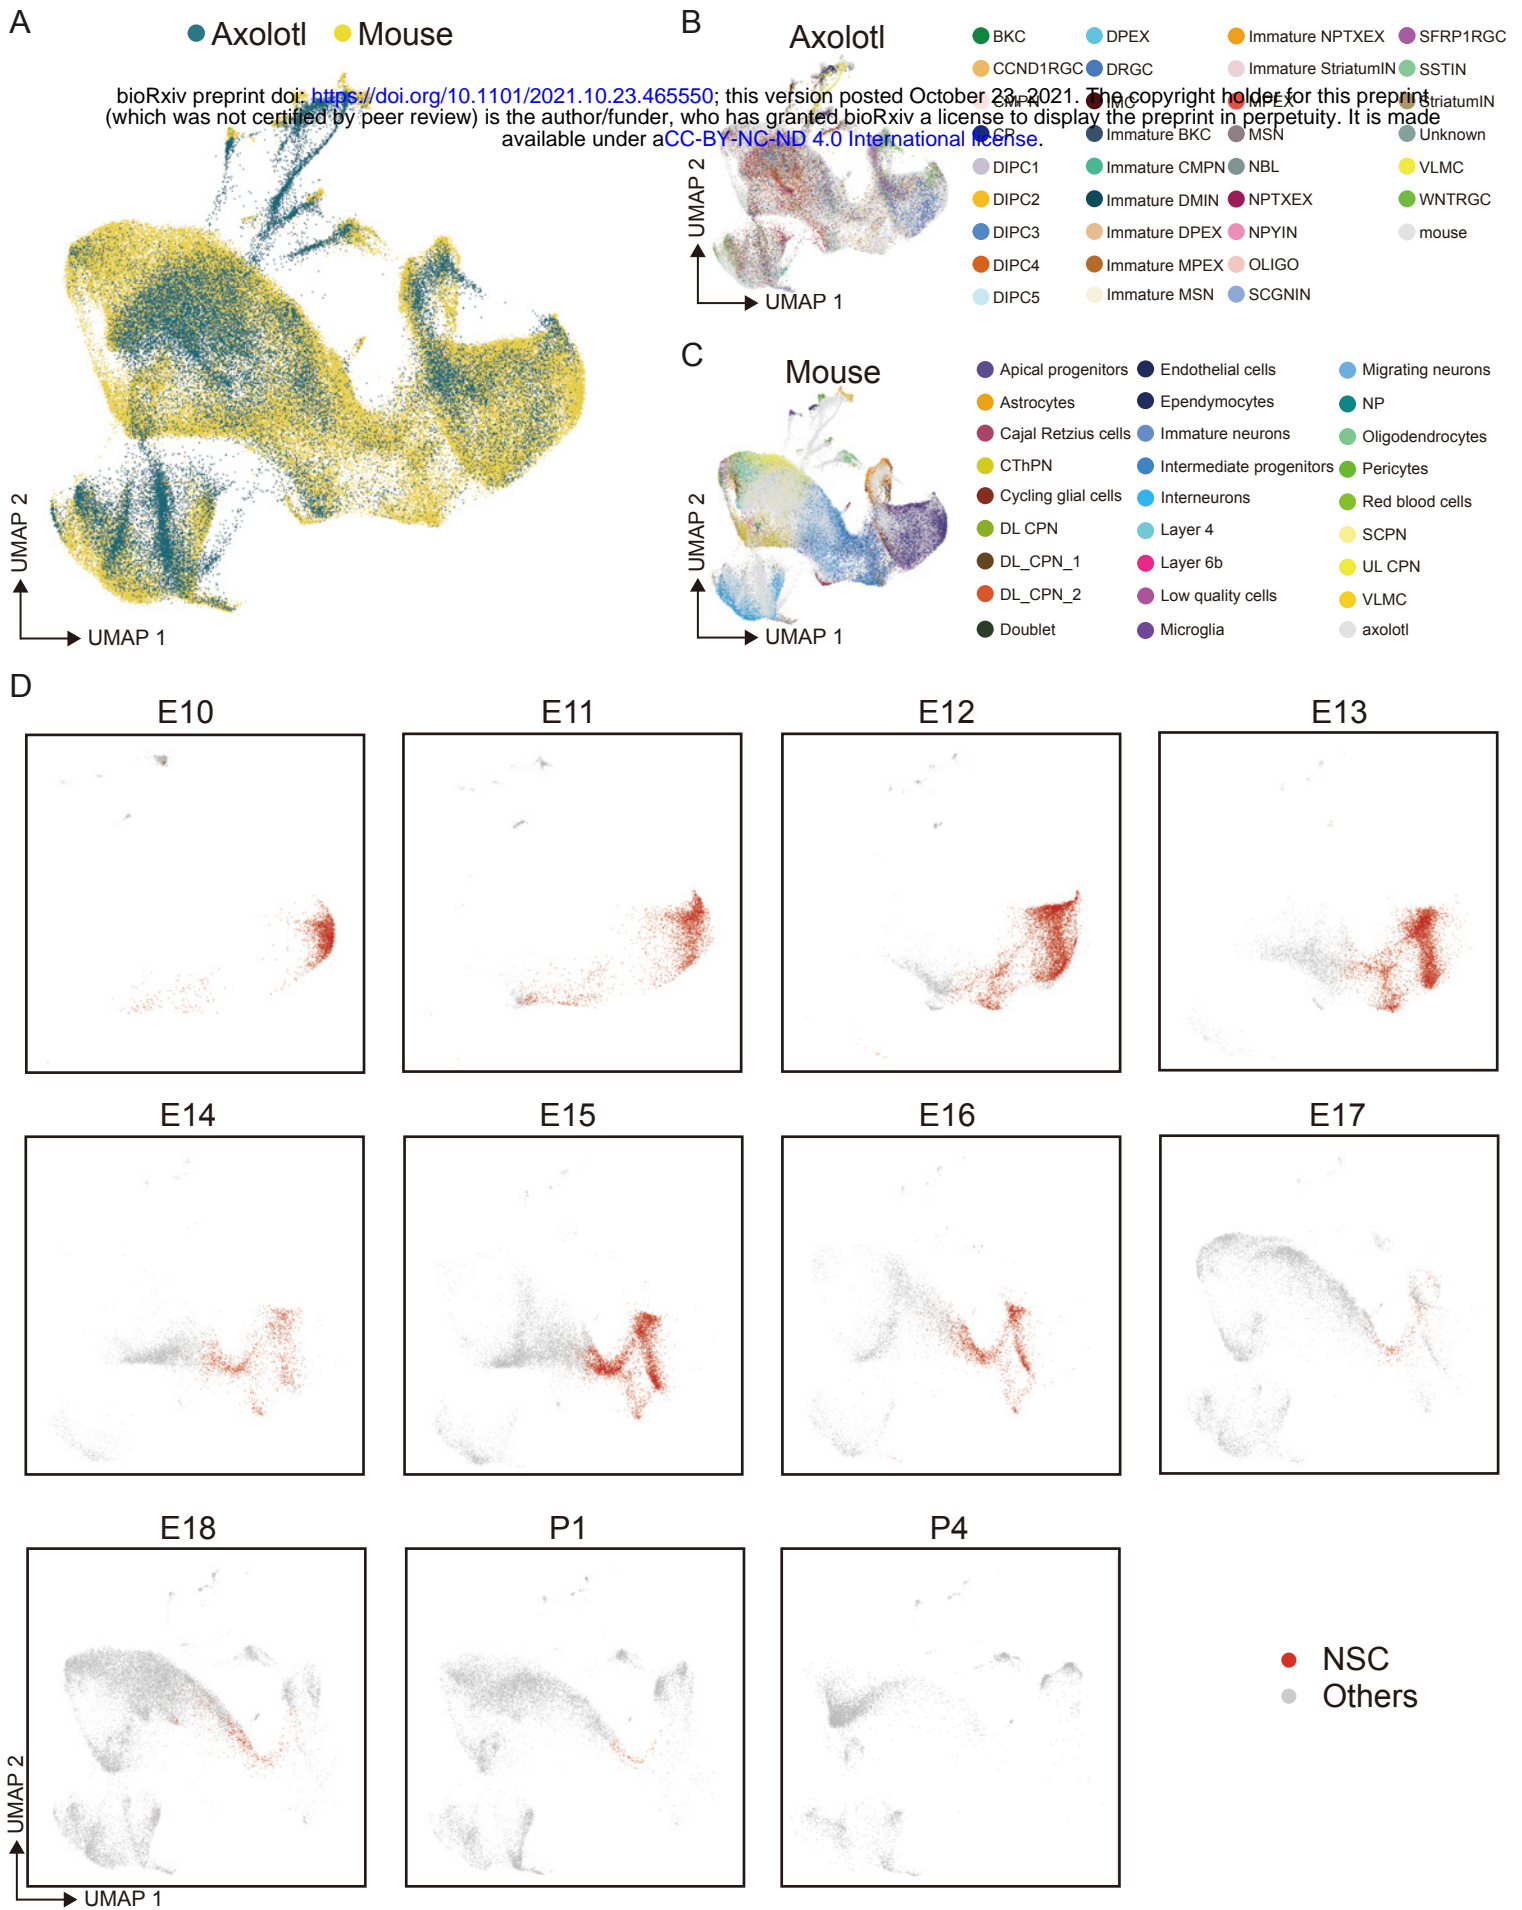 A
Axolotl
Mouse
UMAP 2
UMAP 1
bioRxiv preprint doi: https://doi.org/10.1101/2021.10.23.465550; this version posted October 23, 2021. The copyright holder for this preprint
(which was not certified by peer review) is the author/funder, who has granted bioRxiv a license to display the preprint in perpetuity. It is made
available under aCC-BY-NC-ND 4.0 International license.
B
Axolotl
UMAP 2
UMAP 1
BKC
CCND1RGC
CMPN
CR
DIPC1
DIPC2
DIPC3
DIPC4
DIPC5
DPEX
DRGC
IMC
Immature BKC
Immature CMPN
Immature DMIN
Immature DPEX
Immature MPEX
Immature MSN
Immature NPTXEX
Immature StriatumIN
MPEX
MSN
NBL
NPTXEX
NPYIN
OLIGO
SCGNIN
SFRP1RGC
SSTIN
StriatumIN
Unknown
VLMC
WNTRGC
mouse
C
Mouse
UMAP 2
UMAP 1
Apical progenitors
Astrocytes
Cajal Retzius cells
CThPN
Cycling glial cells
DL CPN
DL_CPN_1
DL_CPN_2
Doublet
Endothelial cells
Ependymocytes
Immature neurons
Intermediate progenitors
Interneurons
Layer 4
Layer 6b
Low quality cells
Microglia
Migrating neurons
NP
Oligodendrocytes
Pericytes
Red blood cells
SCPN
UL CPN
VLMC
axolotl
D
E10
E11
E12
E13
E14
E15
E16
E17
E18
P1
P4
NSC
Others
UMAP 2
UMAP 1